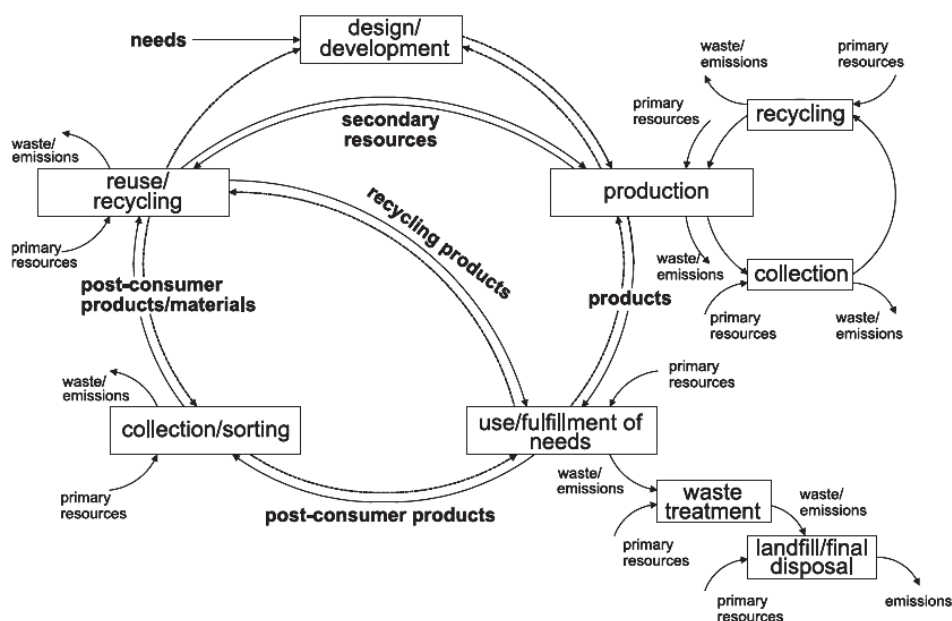 needs
design/
development
waste/
emissions
primary
resources
recycling
primary
resources
secondary
resources
waste/
emissions
reuse/
recycling
production
recycling products
primary
resources
waste/
emissions
collection
post-consumer
products/materials
products
primary
resources
waste/
emissions
primary
resources
waste/
emissions
collection/sorting
use/fulfillment of
needs
primary
resources
post-consumer products
waste/
emissions
waste
treatment
waste/
emissions
primary
resources
landfill/final
disposal
primary
resources
emissions